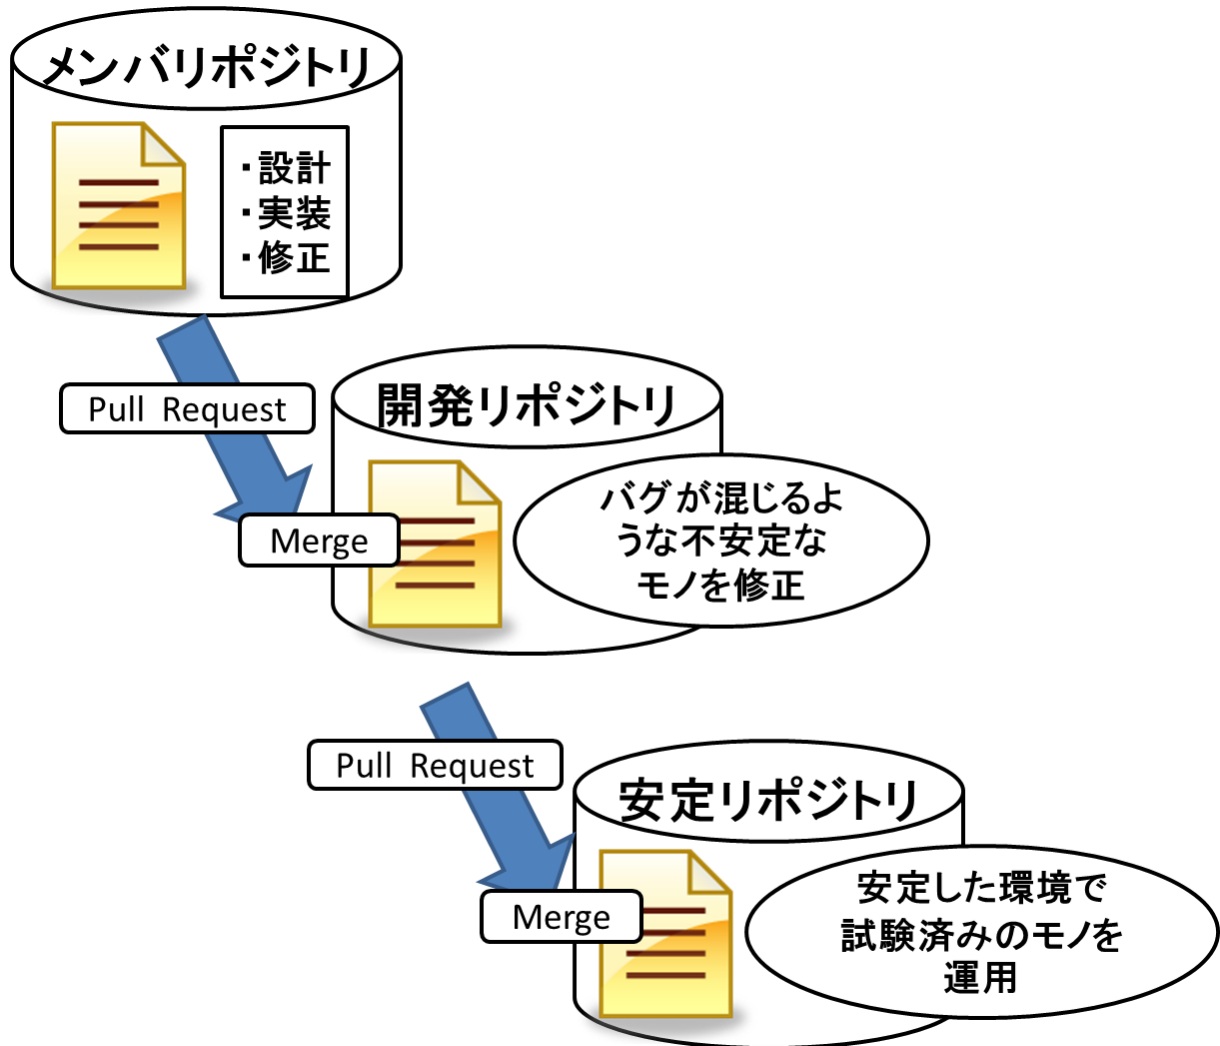 メンバリポジトリ
・設計
・実装
・修正
Pull Request
開発リポジトリ
Merge
バグが混じるよ
うな不安定な
モノを修正
Pull Request
安定リポジトリ
Merge
安定した環境で
試験済みのモノを
運用